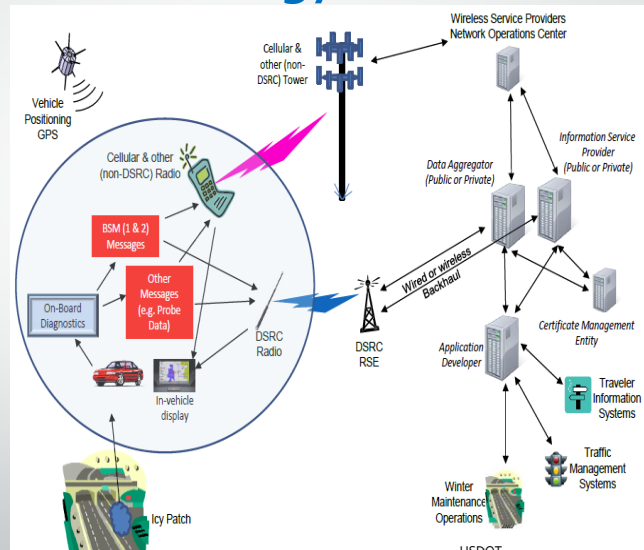 Wireless Service Providers
Network Operations Center
Cellular &
other (non-
DSRC) Tower
Vehicle
Positioning
GPS
Cellular & other
(non-DSRC) Radio
Information Service
Provider
(Public or Private)
Data Aggregator
(Public or Private)
BSM (1 & 2)
Messages
Other
Messages
(e.g. Probe
Data)
On-Board
Diagnostics
Wired or wireless
Backhaul
DSRC
Radio
DSRC
RSE
In-vehicle
display
Certificate Management
Entity
Application
Developer
Traveler
Information
Systems
Traffic
Management
Systems
Winter
Maintenance
Operations
Icy Patch
USDOT